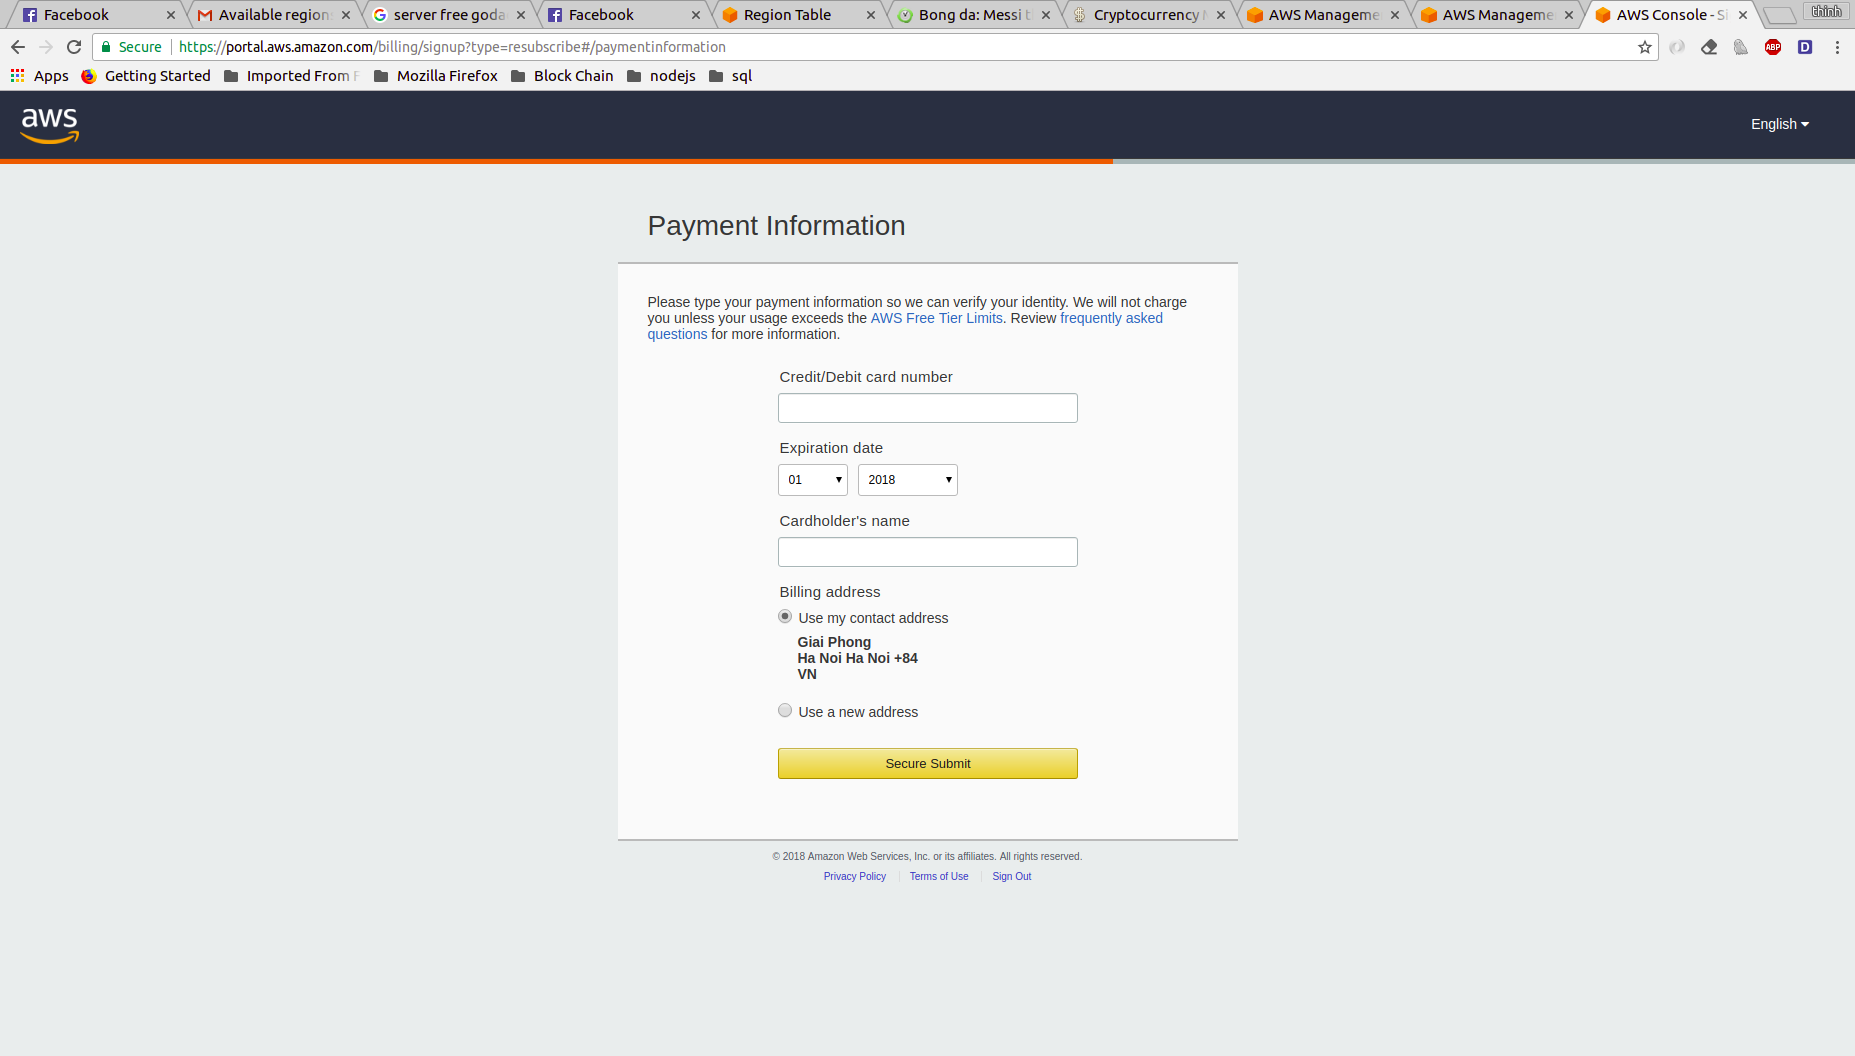 Facebook
Available region
server free goda
Facebook
Region Table
Bong da: Messi t
Cryptocurrency
AWS Manageme
AWS Manageme
AWS Console - Si
thinh
Secure https://portal.aws.amazon.com/billing/signup?type=resubscribe#/paymentinformation
ABP
D
Apps Getting Started Imported From F Mozilla Firefox Block Chain nodejs sql
aws
English
Payment Information
Please type your payment information so we can verify your identity. We will not charge
you unless your usage exceeds the AWS Free Tier Limits. Review frequently asked
questions for more information.
Credit/Debit card number
Expiration date
01 2018
Cardholder's name
Billing address
Use my contact address
Giai Phong
Ha Noi Ha Noi +84
VN
Use a new address
Secure Submit
© 2018 Amazon Web Services, Inc. or its affiliates. All rights reserved.
Privacy Policy Terms of Use Sign Out